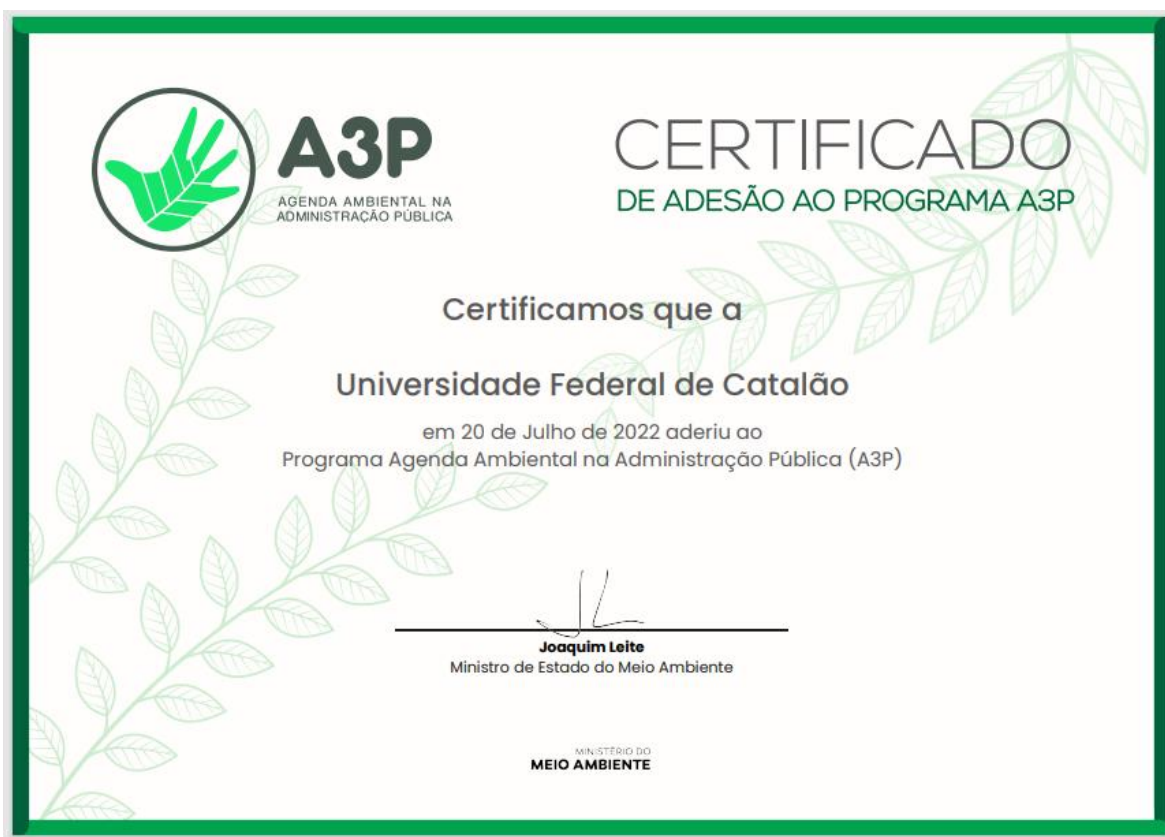 A3P
AGENDA AMBIENTAL NA
ADMINISTRAÇÃO PÚBLICA
CERTIFICADO
DE ADESÃO AO PROGRAMA A3P
Certificamos que a
Universidade Federal de Catalão
em 20 de Julho de 2022 aderiu ao
Programa Agenda Ambiental na Administração Pública (A3P)
JL
Joaquim Leite
Ministro de Estado do Meio Ambiente
MINISTÉRIO DO
MEIO AMBIENTE